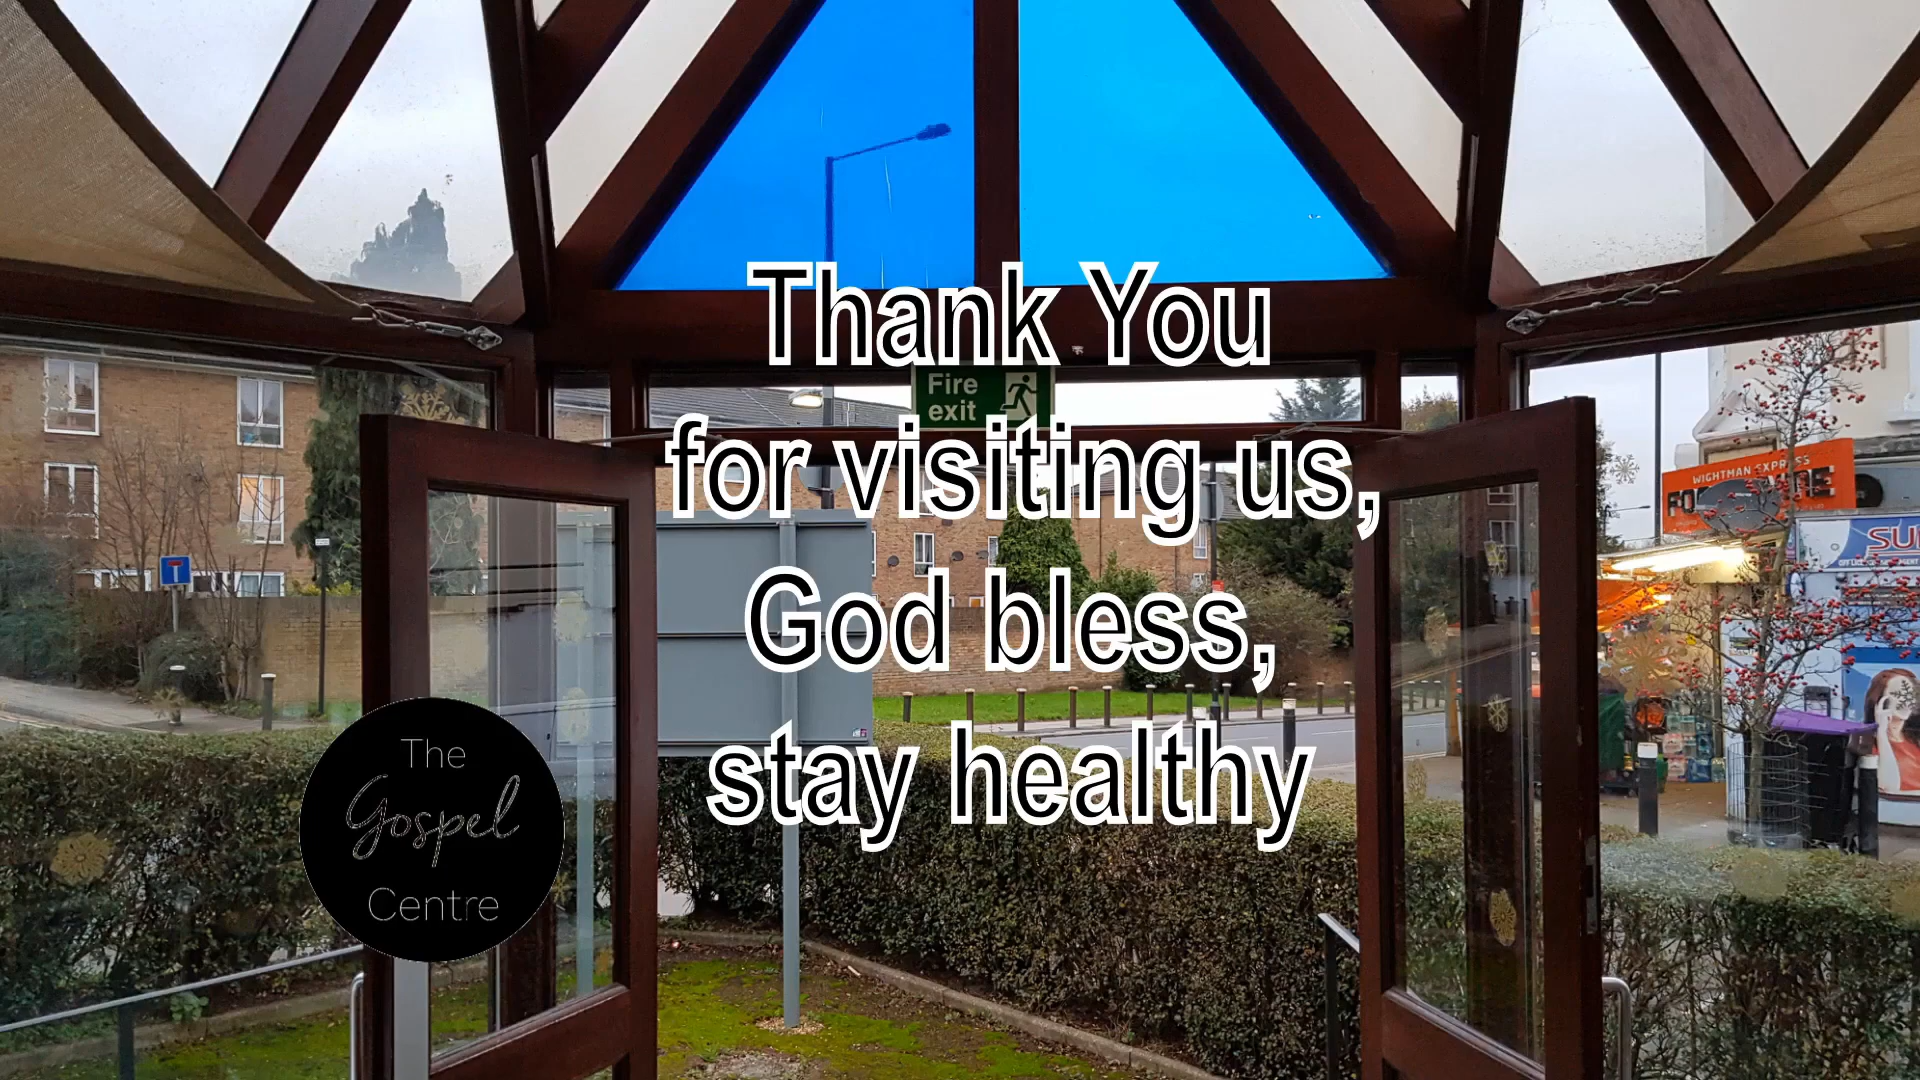 Thank You
Fire
exit
for visiting us,
God bless,
stay healthy
WIGHTMAN EXPRESS
The
Gospel
Centre